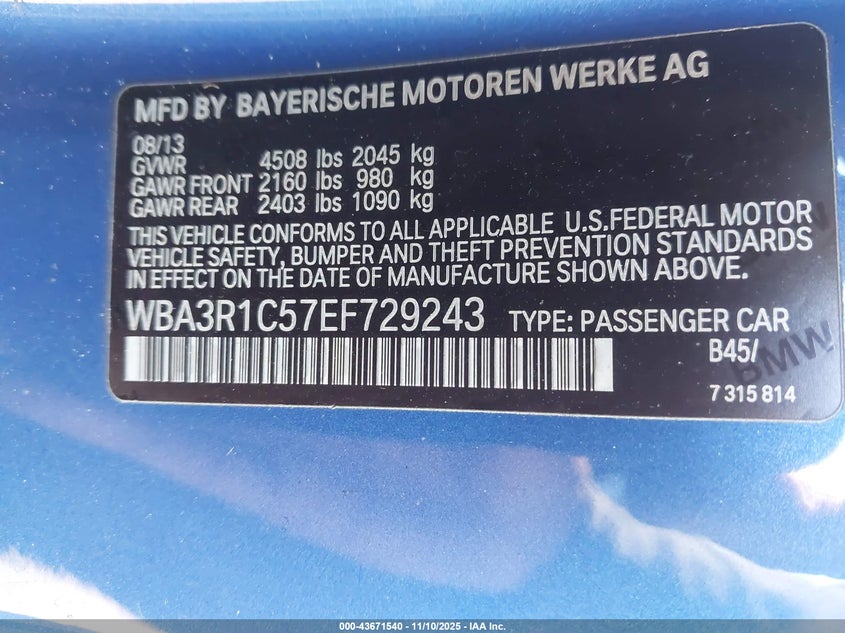 MFD BY BAYERISCHE MOTOREN WERKE AG
08/13
GVWR 4508 lbs 2045 kg
GAWR FRONT 2160 lbs 980 kg
GAWR REAR 2403 lbs 1090 kg
THIS VEHICLE CONFORMS TO ALL APPLICABLE U.S.FEDERAL MOTOR
VEHICLE SAFETY, BUMPER AND THEFT PREVENTION STANDARDS
IN EFFECT ON THE DATE OF MANUFACTURE SHOWN ABOVE.
WBA3R1C57EF729243 TYPE: PASSENGER CAR
B45/
BMW
7 315 814
000-43671540 - 11/10/2025 - IAA Inc.